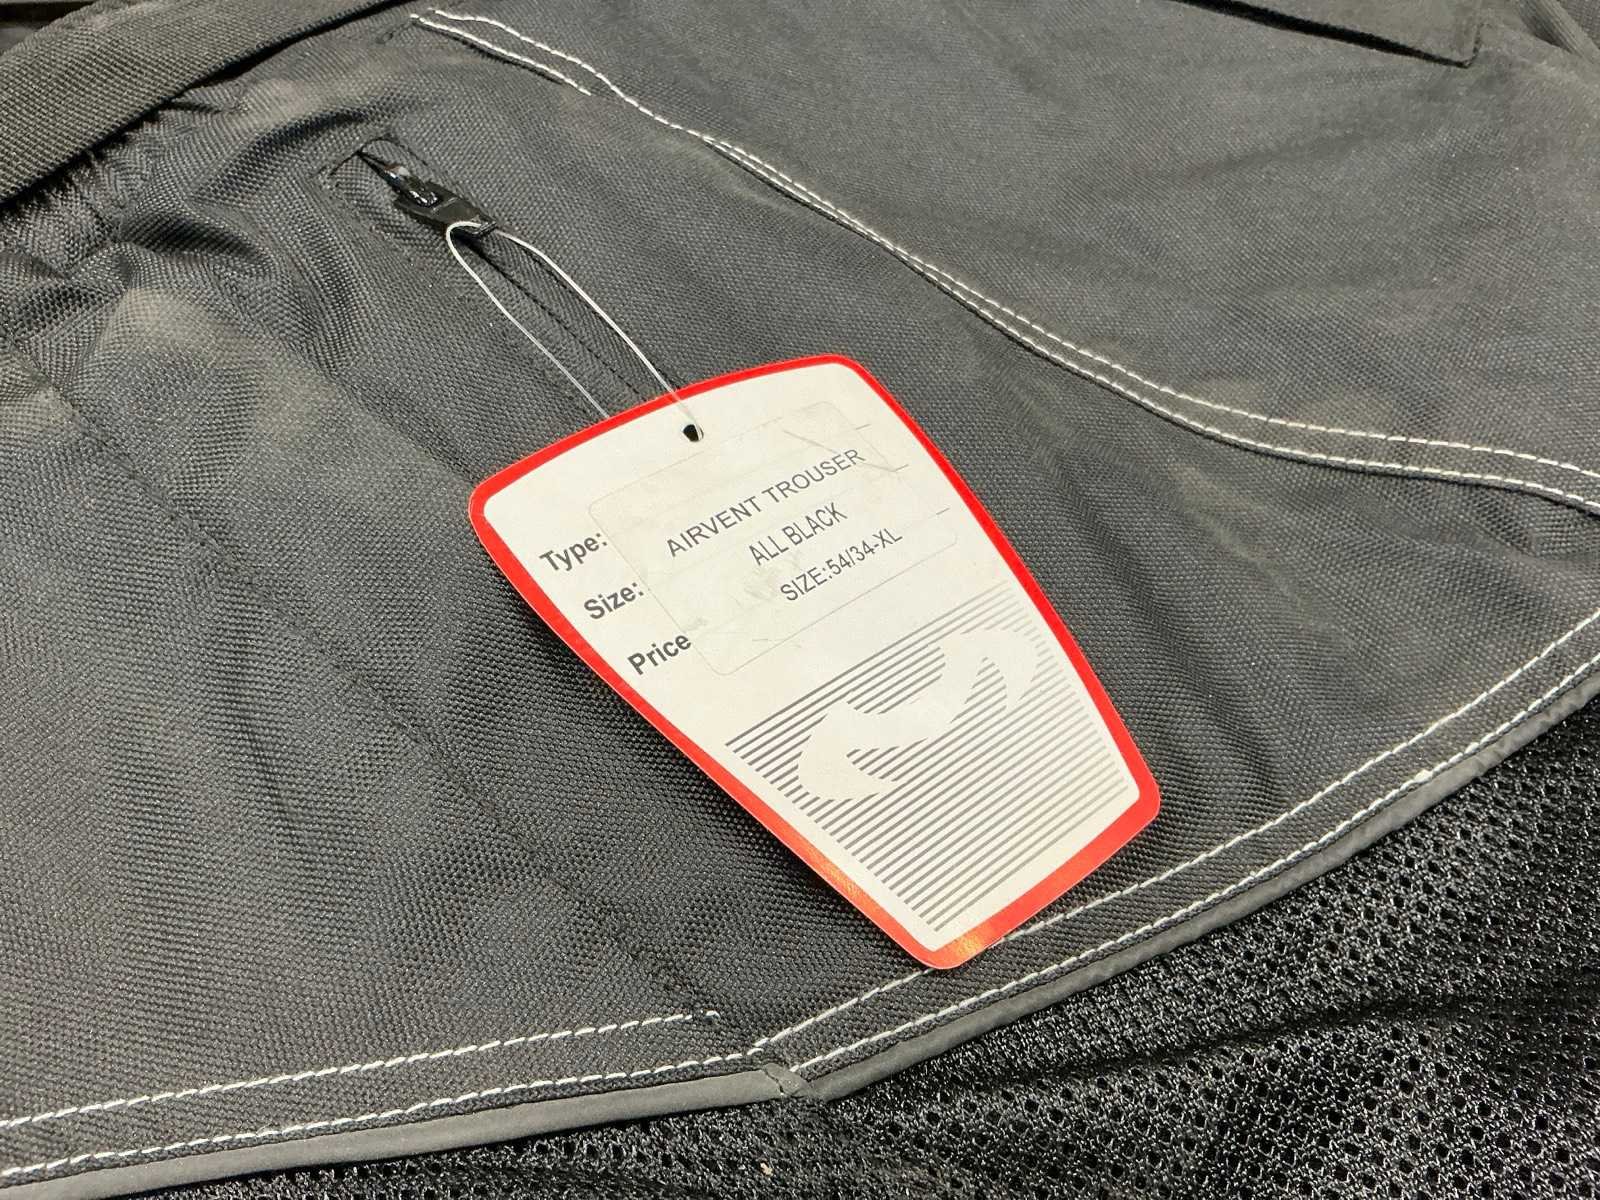 Type:
AIRVENT TROUSER
ALL BLACK
Size:
SIZE:54/34-XL
Price